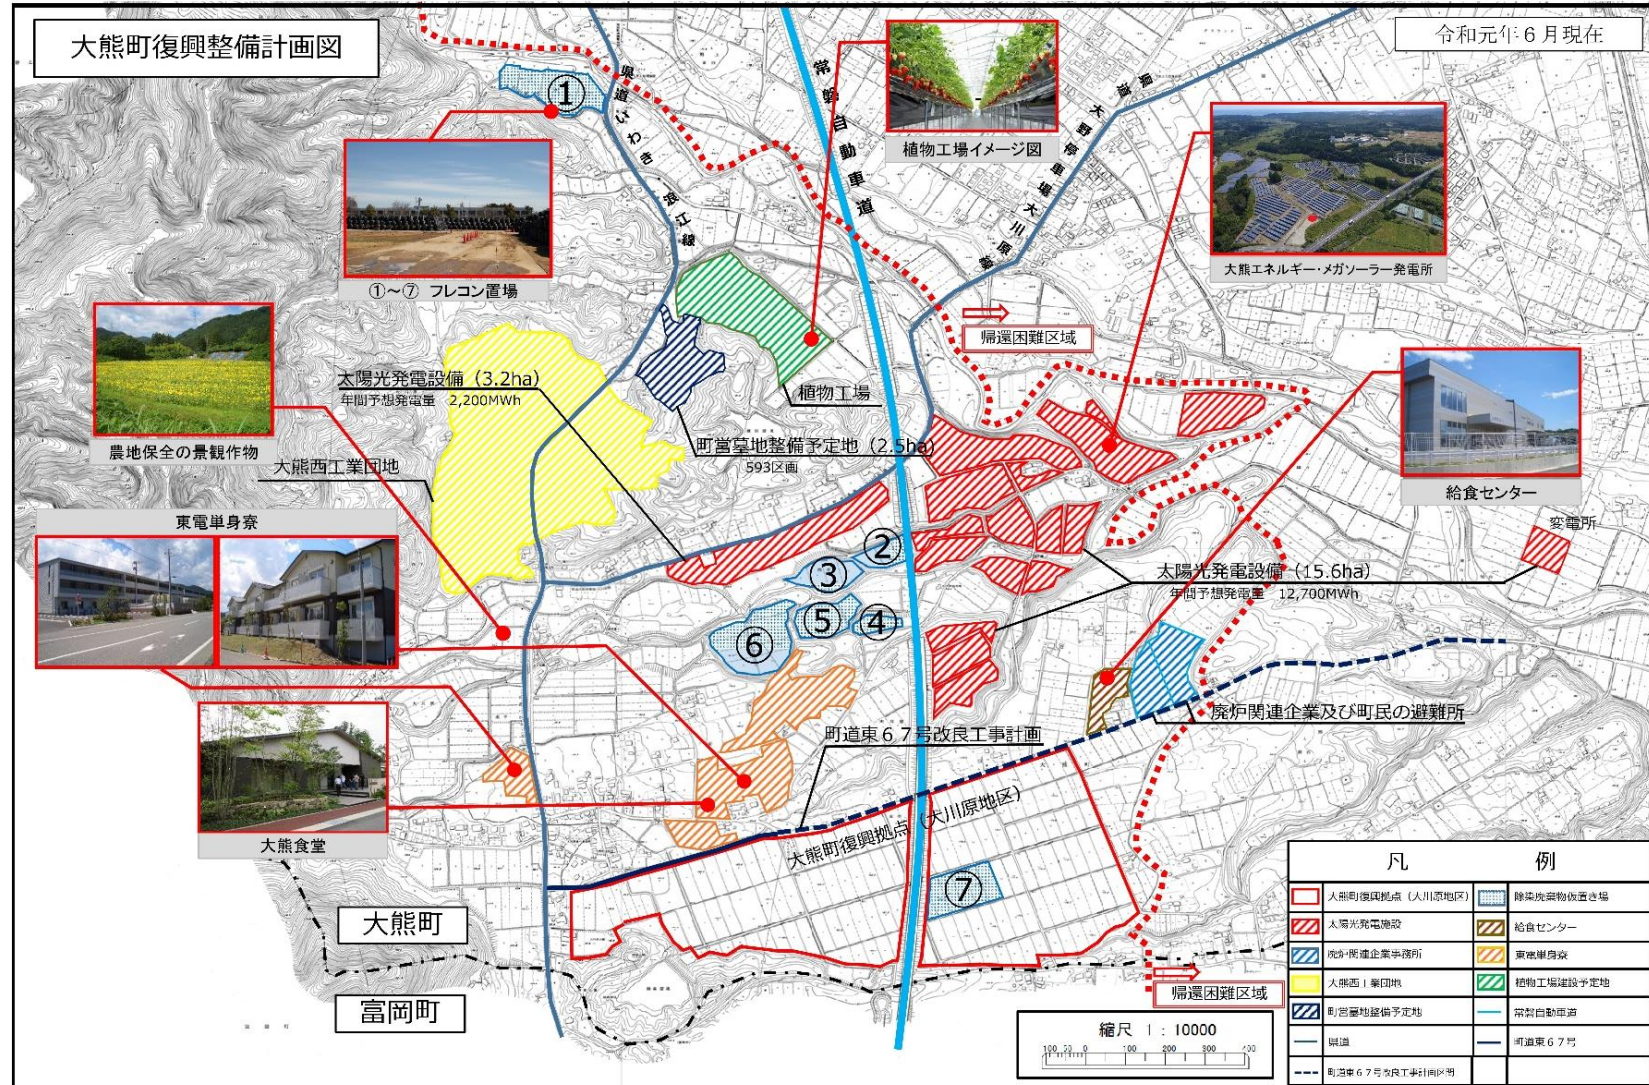 大熊町復興整備計画図
令和元年６月現在
①
県道いわき・浪江線
常磐自動車道
県道
大野停車場大川原線
植物工場イメージ図
①～⑦ フレコン置場
大熊エネルギー・メガソーラー発電所
帰還困難区域
農地保全の景観作物
太陽光発電設備（3.2ha）
年間予想発電量 2,200MWh
植物工場
町営墓地整備予定地（2.5ha）
593区画
大熊西工業団地
給食センター
東電単身寮
変電所
②
③
太陽光発電設備（15.6ha）
年間予想発電量 12,700MWh
⑤
④
⑥
廃炉関連企業及び町民の避難所
町道東６７号改良工事計画
大熊町復興拠点（大川原地区）
大熊食堂
⑦
大熊町
富岡町
帰還困難区域
縮尺 1：10000
100 50 0 100 200 300 400
凡 例
大熊町復興拠点（大川原地区）
除染廃棄物仮置き場
太陽光発電施設
給食センター
廃炉関連企業事務所
東電単身寮
大熊西工業団地
植物工場建設予定地
町営墓地整備予定地
常磐自動車道
県道
町道東６７号
町道東６７号改良工事計画区間